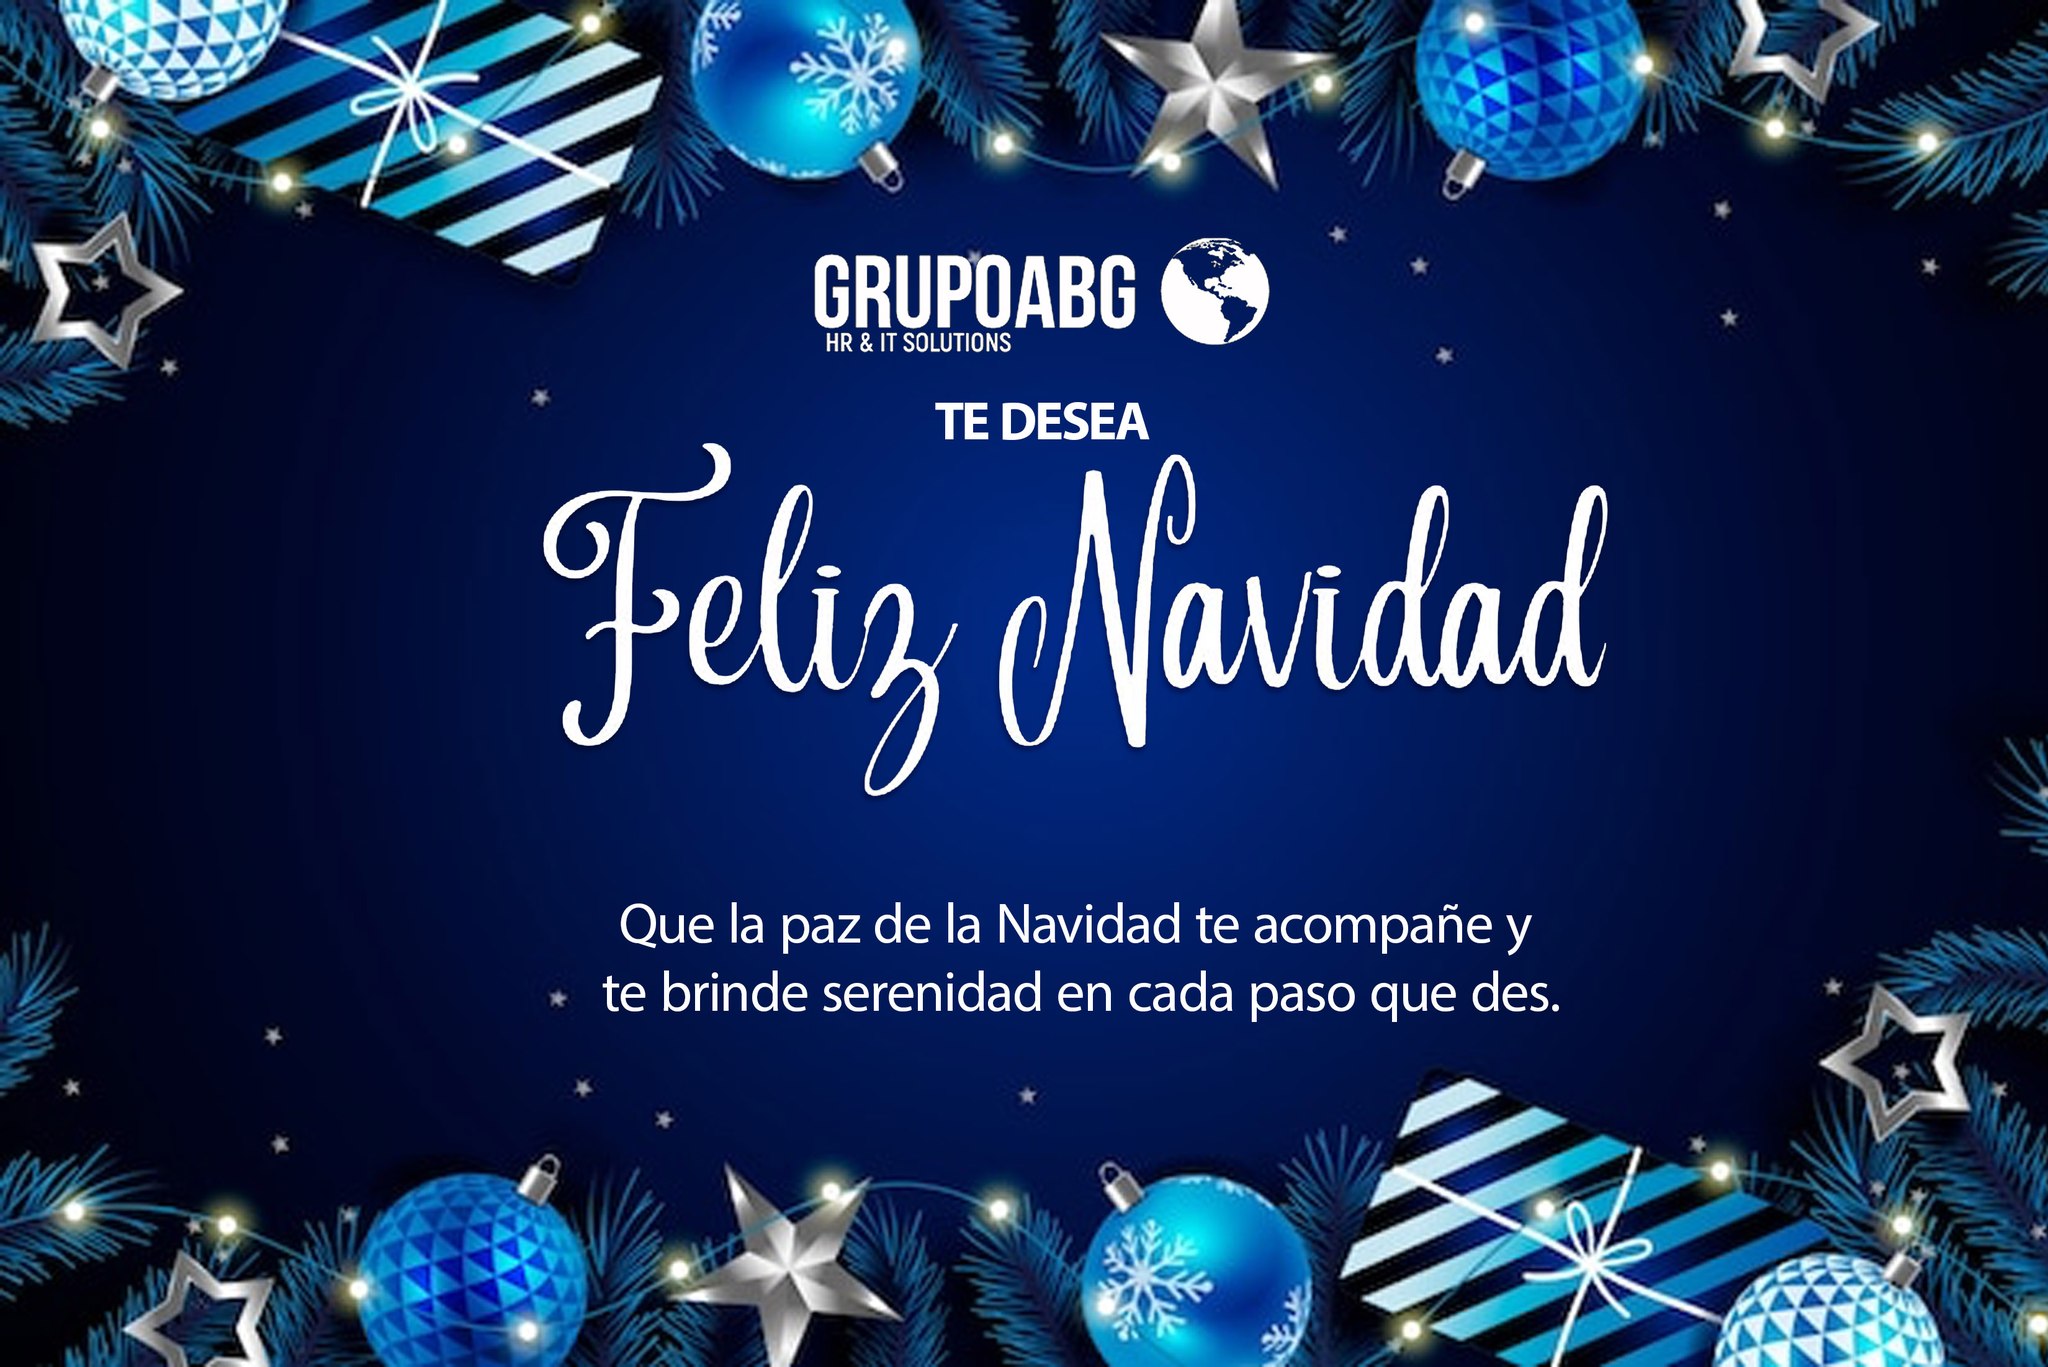 GRUPOABG
HR & IT SOLUTIONS
TE DESEA
Feliz Navidad
Que la paz de la Navidad te acompañe y
te brinde serenidad en cada paso que des.